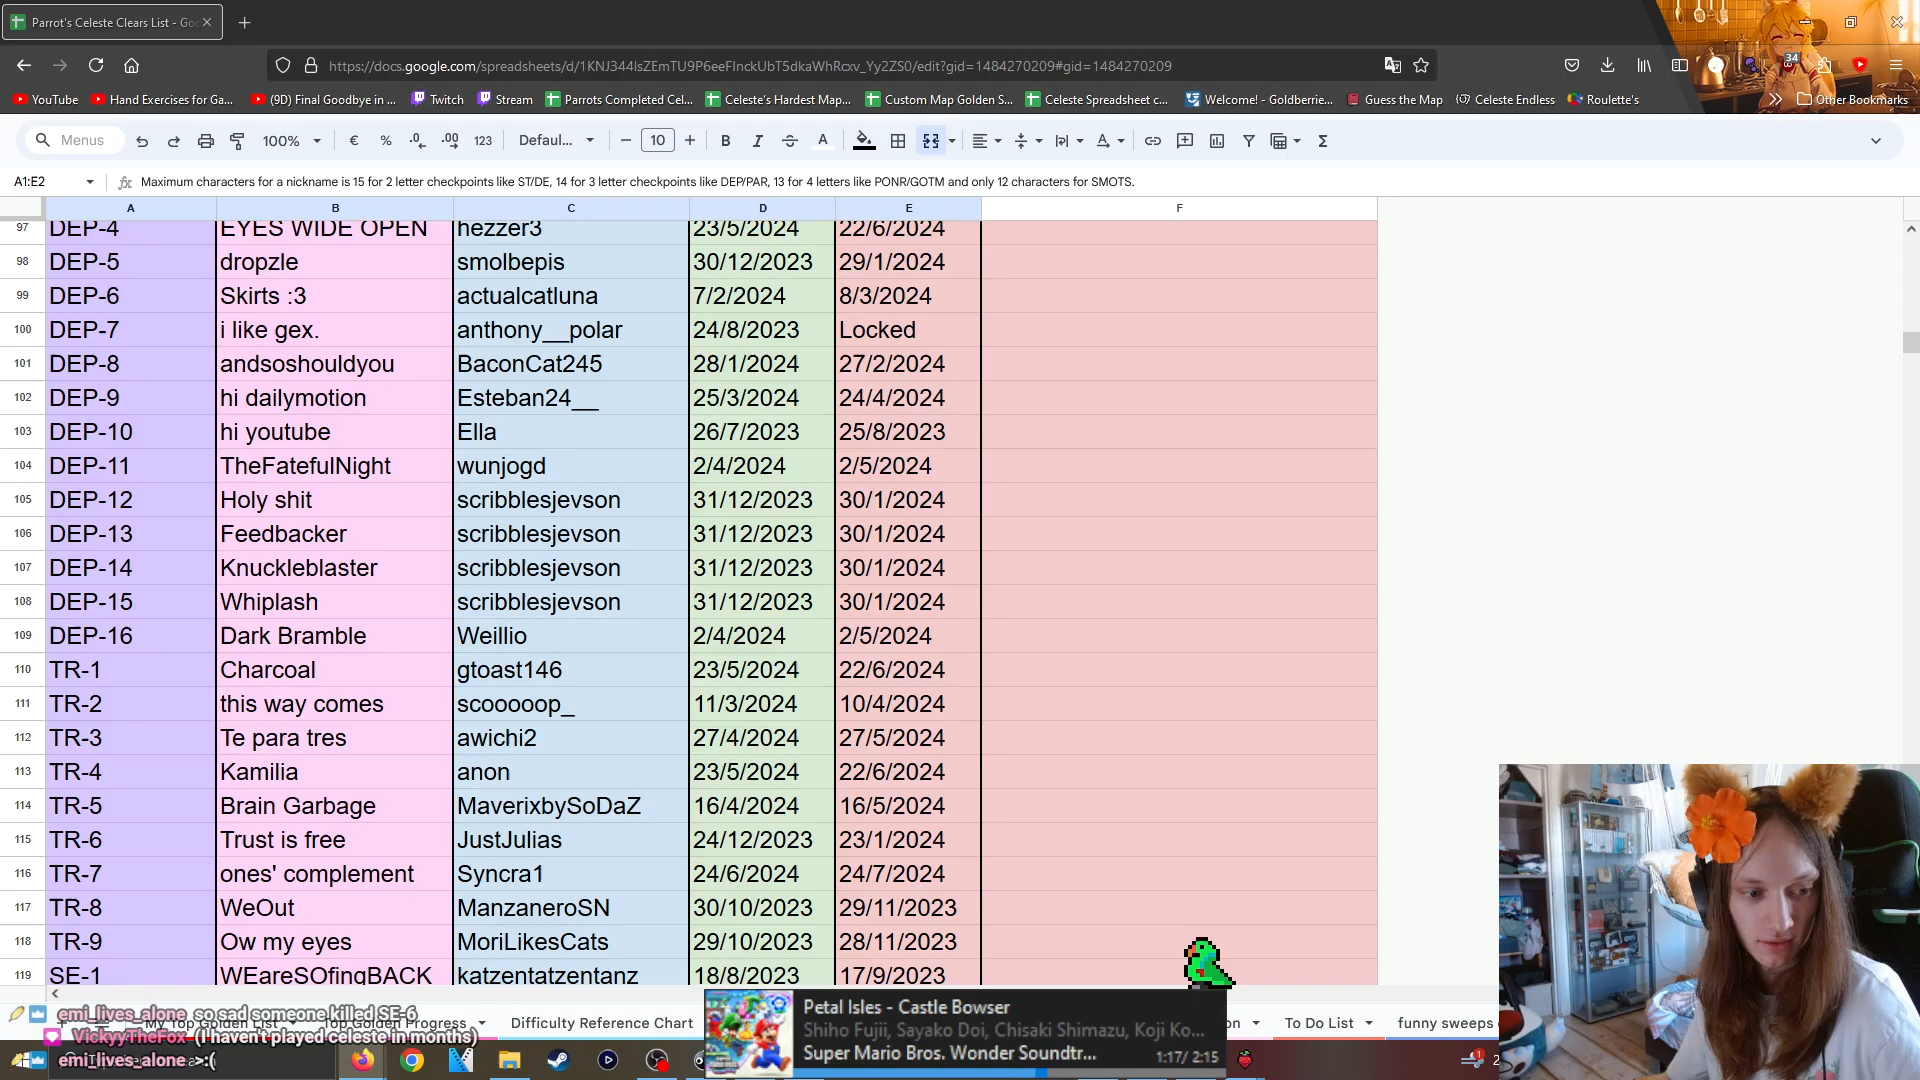 Parrot's Celeste Clears List - Go
https://docs.google.com/spreadsheets/d/1KNJ344lsZEmTU9P6eeFInckUbT5dkaWhRcxv_Yy2ZS0/edit?gid=1484270209#gid=1484270209
34
YouTube Hand Exercises for Ga... (9D) Final Goodbye in ... Twitch Stream Parrots Completed Cel... Celeste's Hardest Map... Custom Map Golden S... Celeste Spreadsheet c... Welcome! - Goldberrie... Guess the Map Celeste Endless Roulette's Other Bookmarks
Menus 100% € % .0 .00 123 Defaul... 10 B I A
A1:E2 fx Maximum characters for a nickname is 15 for 2 letter checkpoints like ST/DE, 14 for 3 letter checkpoints like DEP/PAR, 13 for 4 letters like PONR/GOTM and only 12 characters for SMOTS.
A B C D E F
97 DEP-4 EYES WIDE OPEN hezzer3 23/5/2024 22/6/2024
98 DEP-5 dropzle smolbepis 30/12/2023 29/1/2024
99 DEP-6 Skirts :3 actualcatluna 7/2/2024 8/3/2024
100 DEP-7 i like gex. anthony__polar 24/8/2023 Locked
101 DEP-8 andsoshouldyou BaconCat245 28/1/2024 27/2/2024
102 DEP-9 hi dailymotion Esteban24__ 25/3/2024 24/4/2024
103 DEP-10 hi youtube Ella 26/7/2023 25/8/2023
104 DEP-11 TheFatefulNight wunjogd 2/4/2024 2/5/2024
105 DEP-12 Holy shit scribblesjevson 31/12/2023 30/1/2024
106 DEP-13 Feedbacker scribblesjevson 31/12/2023 30/1/2024
107 DEP-14 Knuckleblaster scribblesjevson 31/12/2023 30/1/2024
108 DEP-15 Whiplash scribblesjevson 31/12/2023 30/1/2024
109 DEP-16 Dark Bramble Weillio 2/4/2024 2/5/2024
110 TR-1 Charcoal gtoast146 23/5/2024 22/6/2024
111 TR-2 this way comes scooooop_ 11/3/2024 10/4/2024
112 TR-3 Te para tres awichi2 27/4/2024 27/5/2024
113 TR-4 Kamilia anon 23/5/2024 22/6/2024
114 TR-5 Brain Garbage MaverixbySoDaZ 16/4/2024 16/5/2024
115 TR-6 Trust is free JustJulias 24/12/2023 23/1/2024
116 TR-7 ones' complement Syncra1 24/6/2024 24/7/2024
117 TR-8 WeOut ManzaneroSN 30/10/2023 29/11/2023
118 TR-9 Ow my eyes MoriLikesCats 29/10/2023 28/11/2023
119 SE-1 WEareSOfingBACK katzentatzentanz 18/8/2023 17/9/2023
emi_lives_alone so sad someone killed SE-6
My Top Golden List Top Golden Progress Difficulty Reference Chart To Do List funny sweeps
VickyyTheFox (I haven't played celeste in months)
emi_lives_alone >:(
Petal Isles - Castle Bowser
Shiho Fujii, Sayako Doi, Chisaki Shimazu, Koji Ko...
Super Mario Bros. Wonder Soundtr... 1:17/ 2:15
1